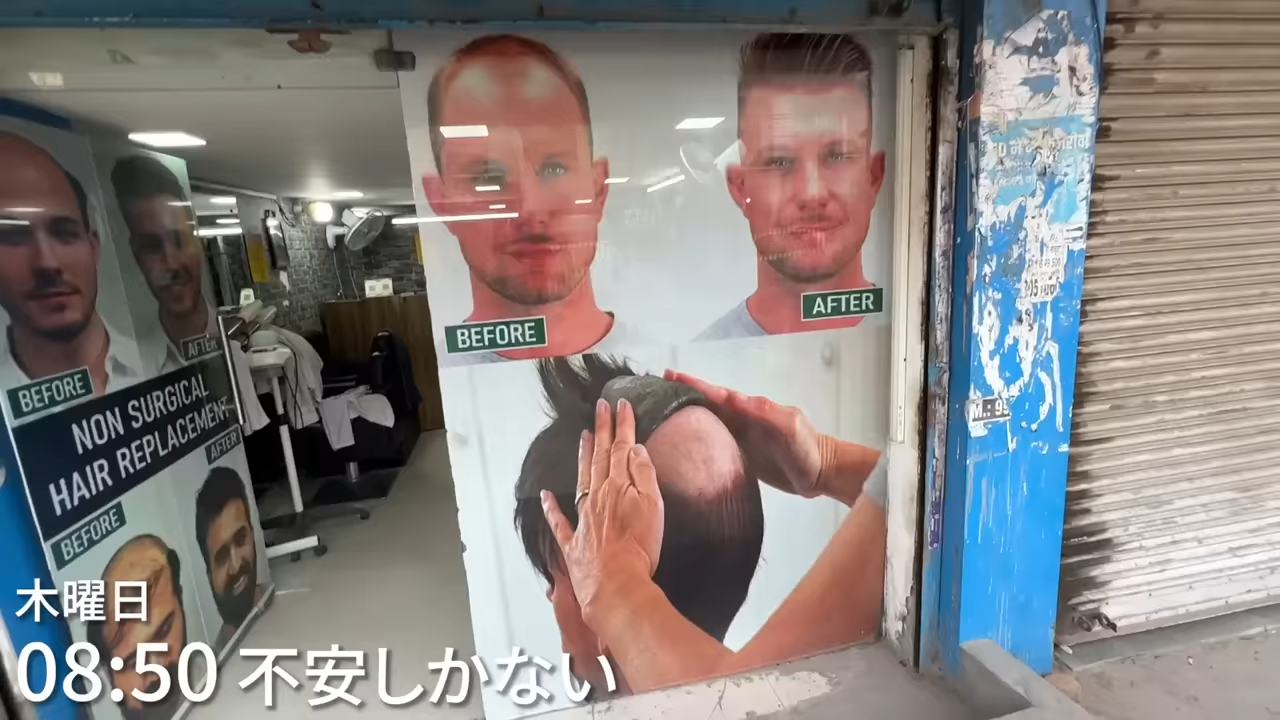 BEFORE
AFTER
BEFORE
AFTER
NON SURGICAL
HAIR REPLACEMENT
AFTER
BEFORE
M.: 99
木曜日
08:50 不安しかない